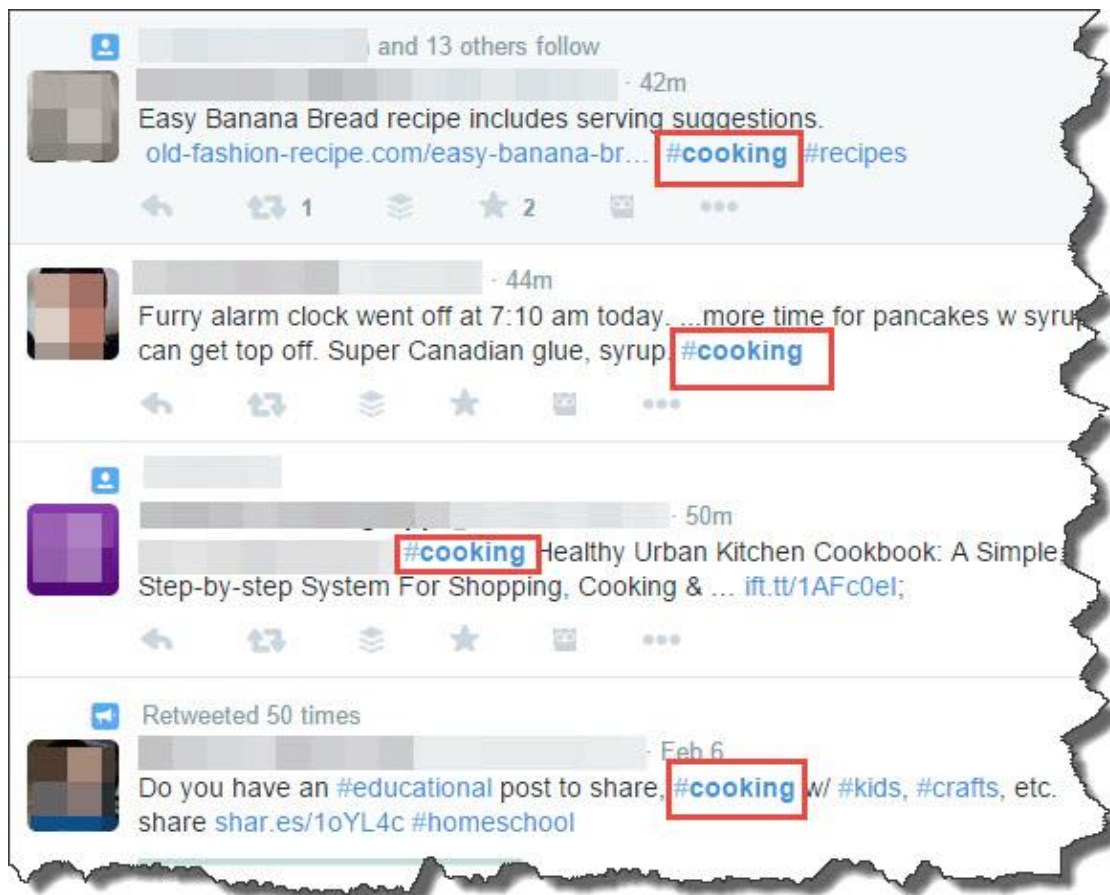 and 13 others follow
· 42m
Easy Banana Bread recipe includes serving suggestions.
old-fashion-recipe.com/easy-banana-br… #cooking #recipes
1 2
· 44m
Furry alarm clock went off at 7:10 am today. ...more time for pancakes w
can get top off. Super Canadian glue, syrup. #cooking
· 50m
#cooking Healthy Urban Kitchen Cookbook: A Simple
Step-by-step System For Shopping, Cooking & … ift.tt/1AFc0eI;
Retweeted 50 times
· Feb 6
Do you have an #educational post to share, #cooking w/ #kids, #crafts, etc.
share shar.es/1oYL4c #homeschool